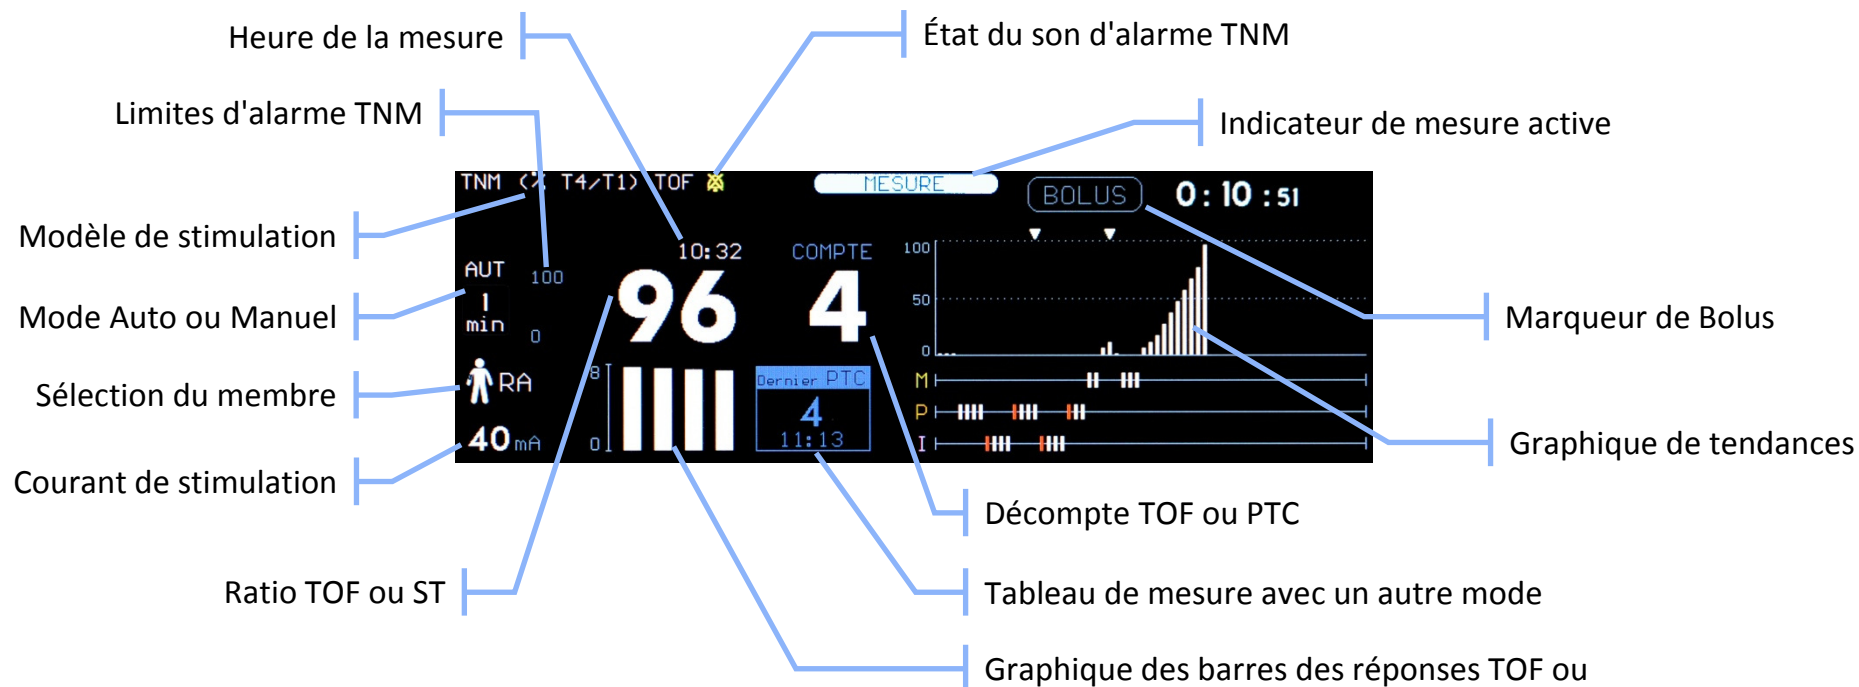 Heure de la mesure
État du son d'alarme TNM
Limites d'alarme TNM
Indicateur de mesure active
TNM (% T4/T1) TOF
MESURE
BOLUS
0:10:51
Modèle de stimulation
10:32
COMPTE
100
AUT
100
96
4
1
50
Mode Auto ou Manuel
min
Marqueur de Bolus
0
0
8
Dernier PTC
M
RA
Sélection du membre
4
P
40 mA
0
11:13
I
Graphique de tendances
Courant de stimulation
Décompte TOF ou PTC
Ratio TOF ou ST
Tableau de mesure avec un autre mode
Graphique des barres des réponses TOF ou